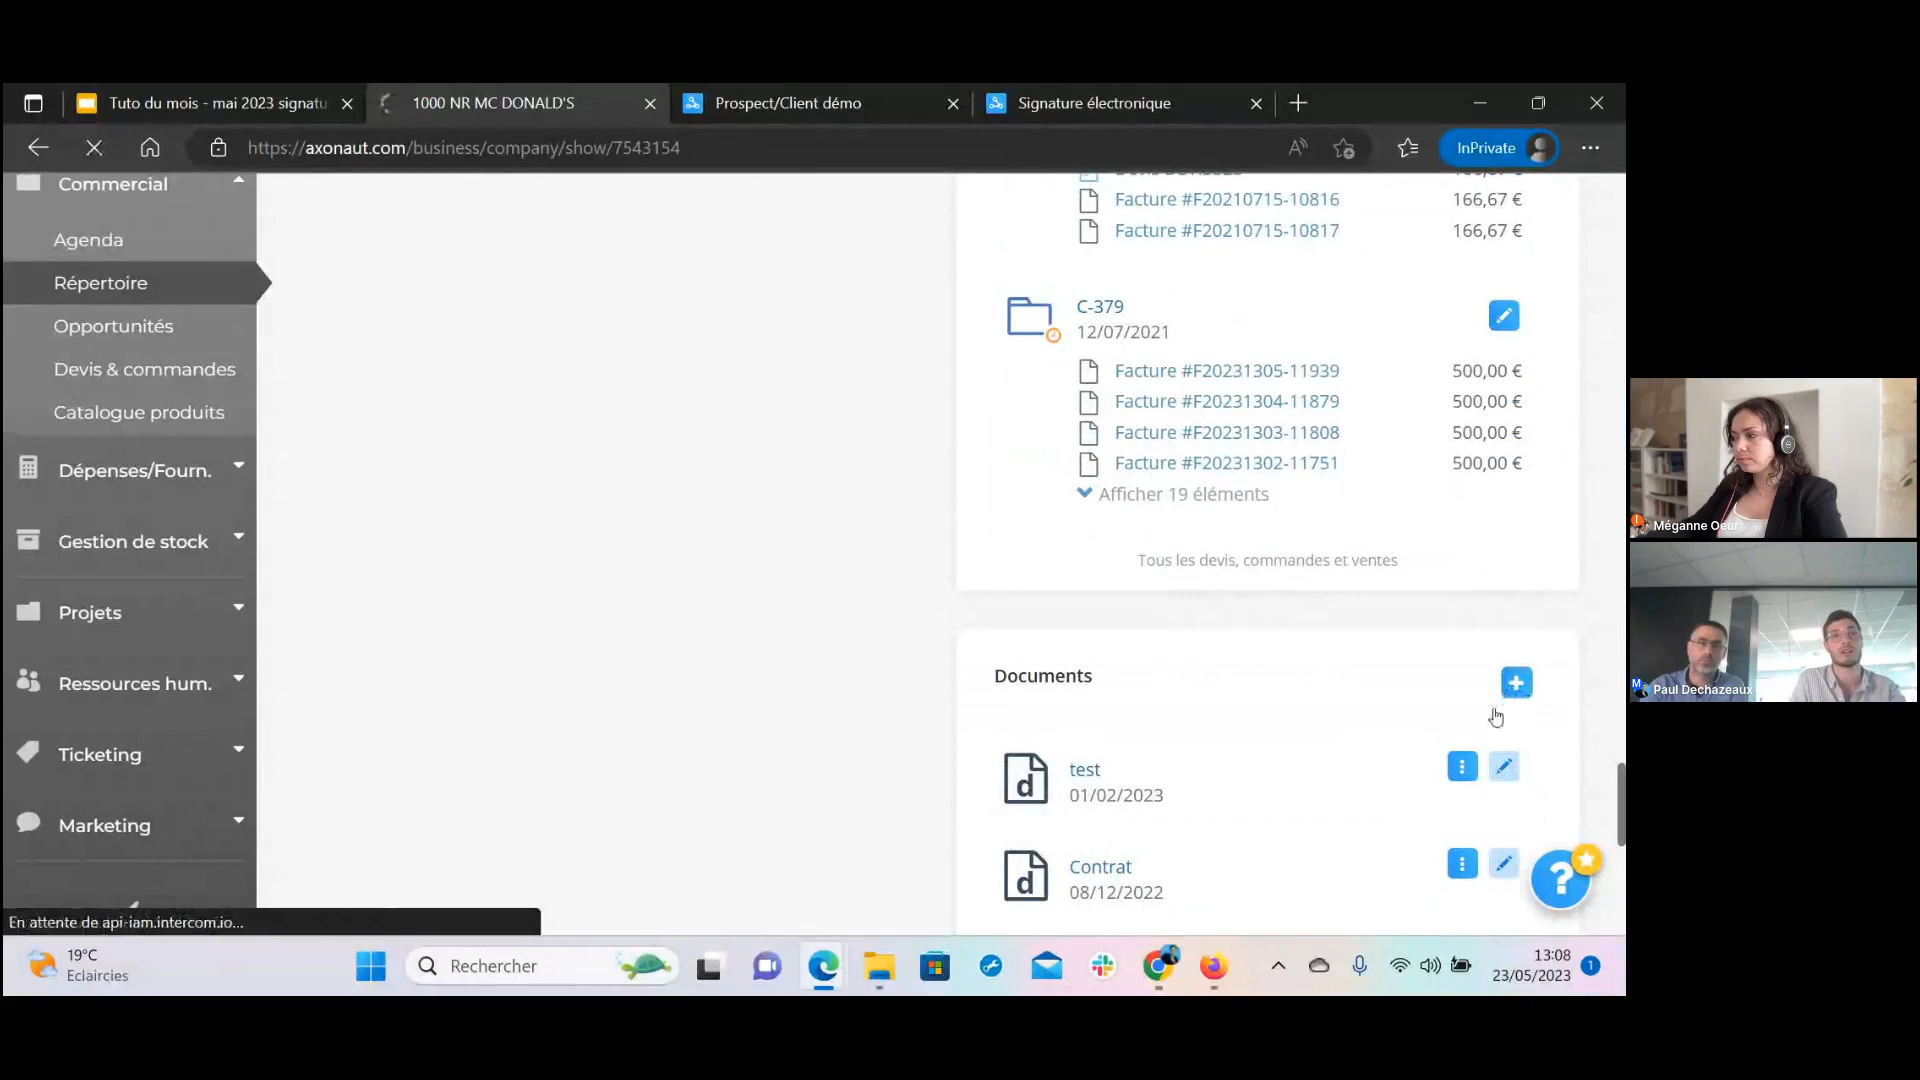 Tuto du mois - mai 2023 signatu
1000 NR MC DONALD'S
Prospect/Client démo
Signature électronique
https://axonaut.com/business/company/show/7543154
InPrivate
Commercial
Agenda
Répertoire
Opportunités
Devis & commandes
Catalogue produits
Dépenses/Fourn.
Gestion de stock
Projets
Ressources hum.
Ticketing
Marketing
En attente de api-iam.intercom.io...
Facture #F20210715-10816 166,67 €
Facture #F20210715-10817 166,67 €
C-379
12/07/2021
Facture #F20231305-11939 500,00 €
Facture #F20231304-11879 500,00 €
Facture #F20231303-11808 500,00 €
Facture #F20231302-11751 500,00 €
Afficher 19 éléments
Tous les devis, commandes et ventes
Documents
test
01/02/2023
Contrat
08/12/2022
Méganne Oeur
Paul Dechazeaux
19°C
Eclaircies
Rechercher
13:08
23/05/2023
1